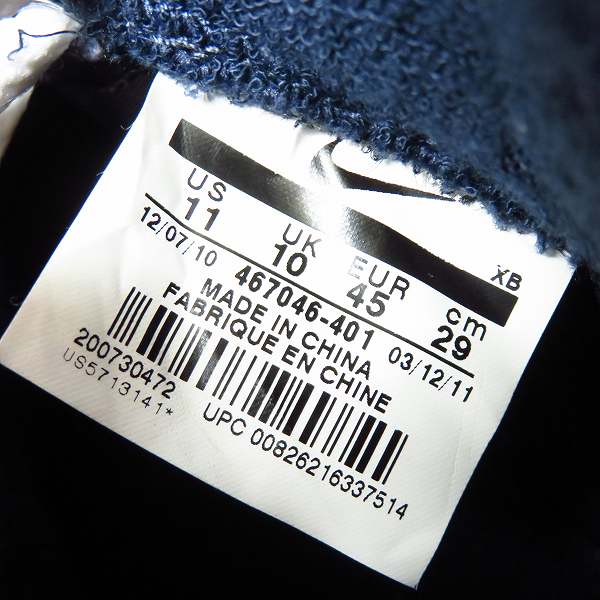 XB
US UK EUR cm
11 10 45 29
12/07/10 467046-401 03/12/11
MADE IN CHINA
FABRIQUE EN CHINE
200730472
US5713141*
UPC 00826216337514